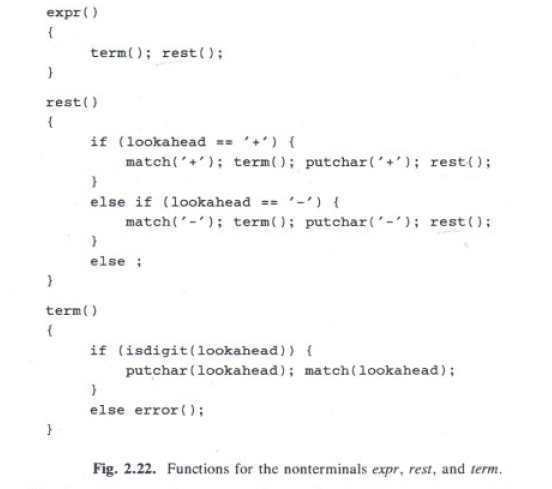 expr()
{
term(); rest();
}
rest()
{
if (lookahead == '+') {
match('+'); term(); putchar('+'); rest();
}
else if (lookahead == '-') {
match('-'); term(); putchar('-'); rest();
}
else ;
}
term()
{
if (isdigit(lookahead)) {
putchar(lookahead); match(lookahead);
}
else error();
}
Fig. 2.22. Functions for the nonterminals expr, rest, and term.